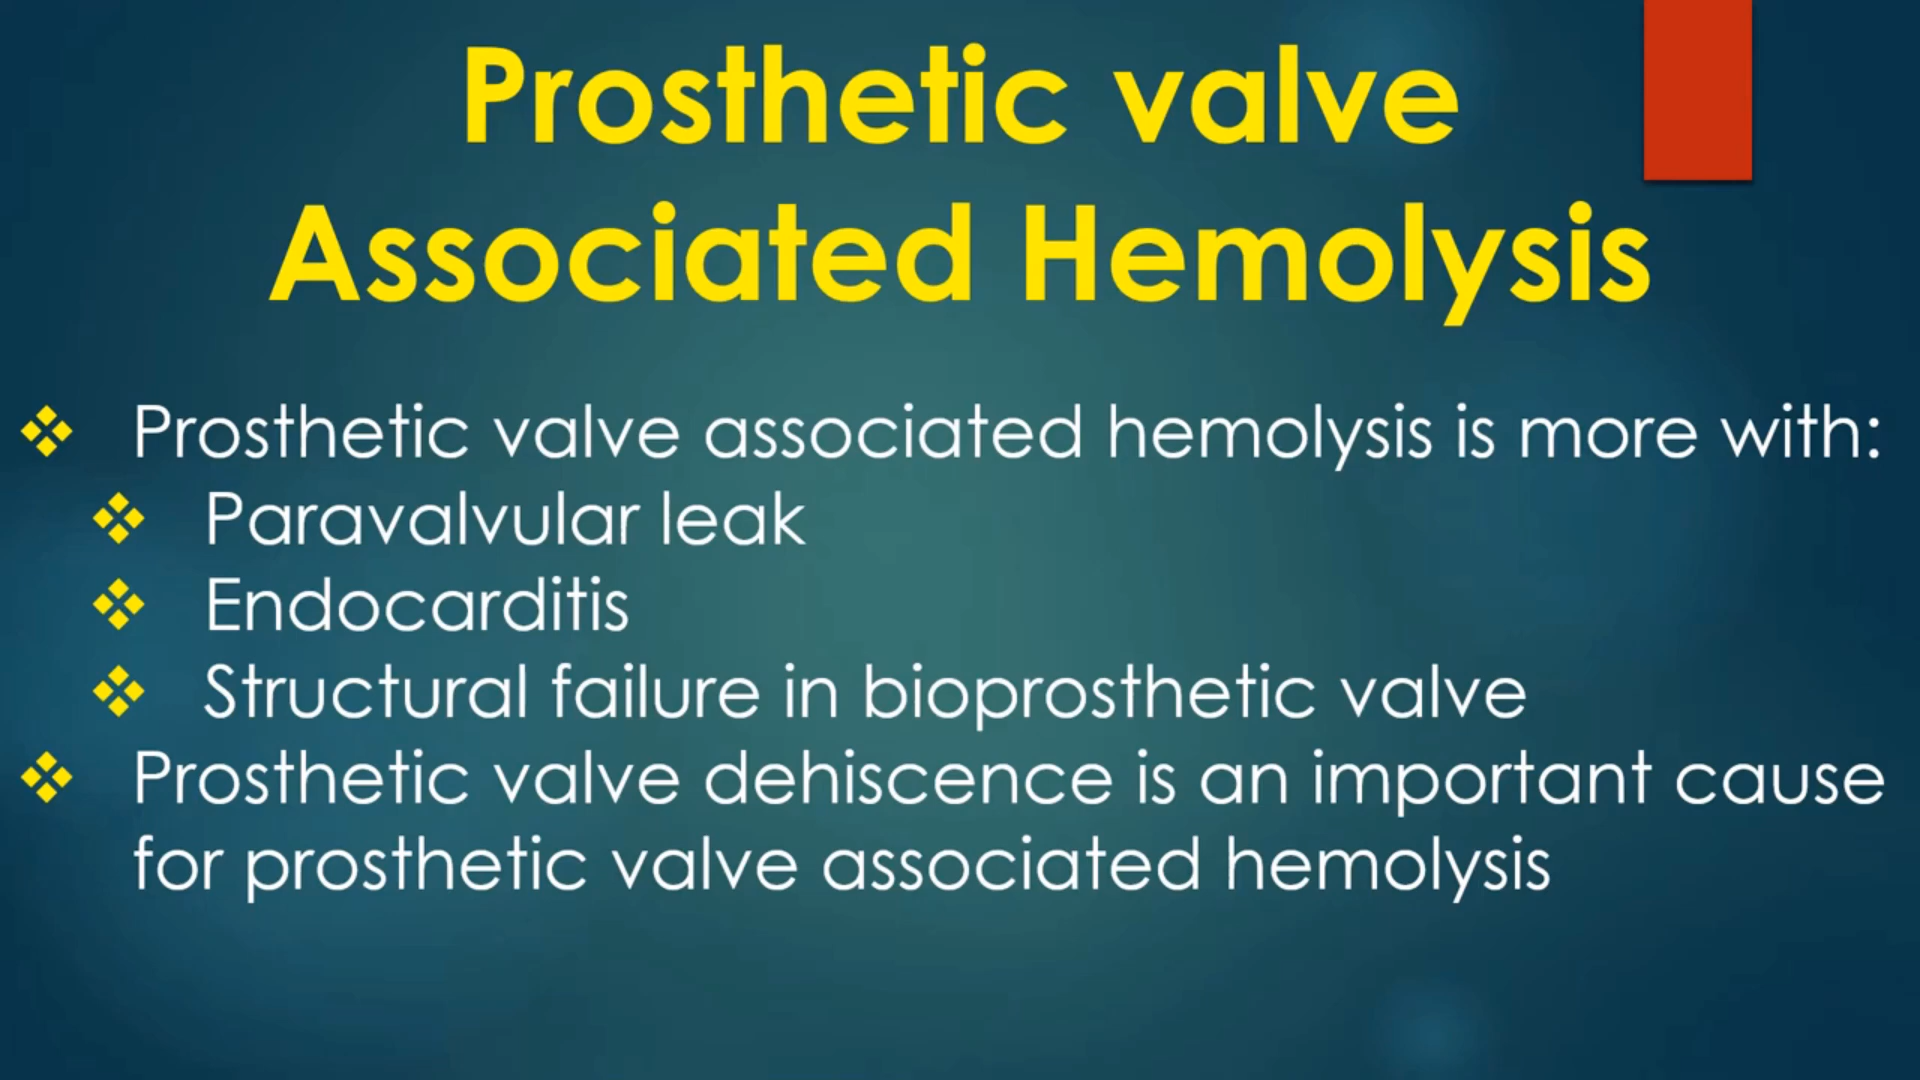 Prosthetic valve
Associated Hemolysis
❖ Prosthetic valve associated hemolysis is more with:
❖ Paravalvular leak
❖ Endocarditis
❖ Structural failure in bioprosthetic valve
❖ Prosthetic valve dehiscence is an important cause
for prosthetic valve associated hemolysis